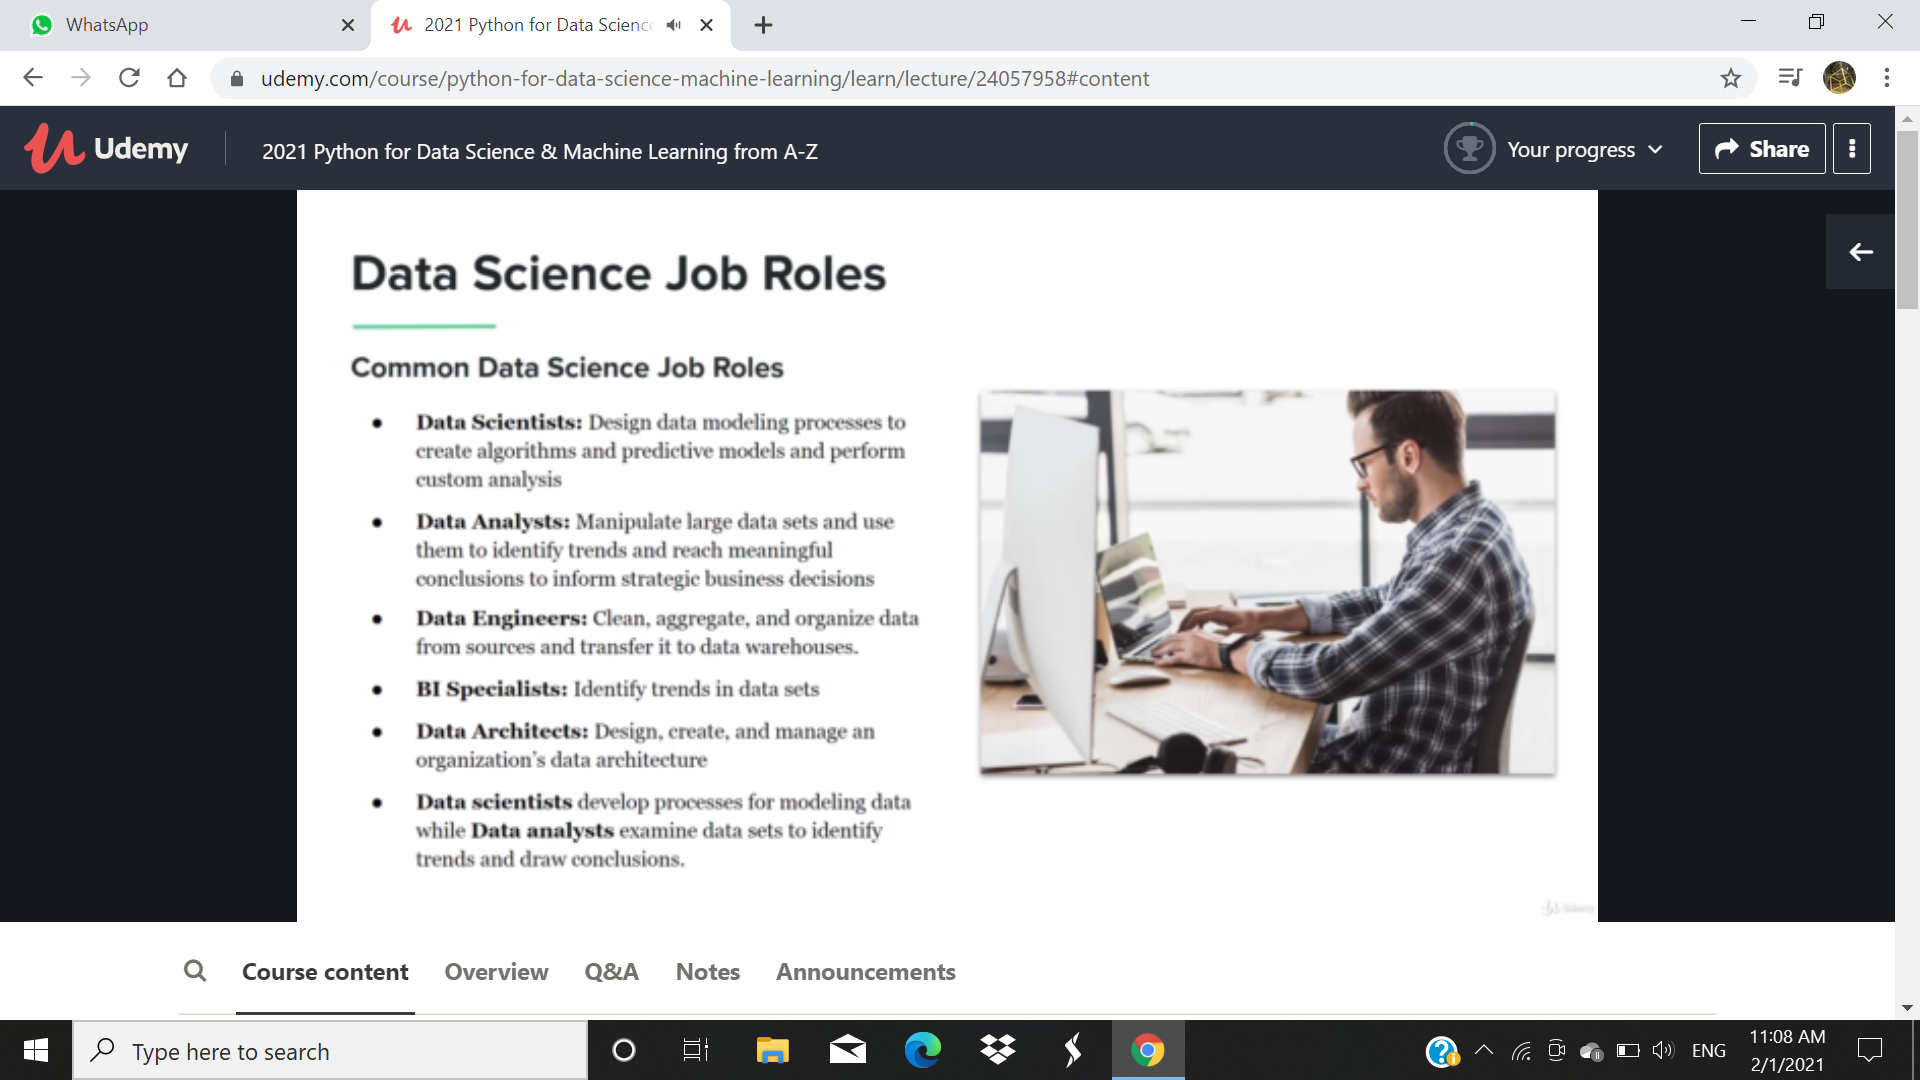 WhatsApp
2021 Python for Data Science
udemy.com/course/python-for-data-science-machine-learning/learn/lecture/24057958#content
Udemy
2021 Python for Data Science & Machine Learning from A-Z
Your progress
Share
Data Science Job Roles
Common Data Science Job Roles
● Data Scientists: Design data modeling processes to
create algorithms and predictive models and perform
custom analysis
● Data Analysts: Manipulate large data sets and use
them to identify trends and reach meaningful
conclusions to inform strategic business decisions
● Data Engineers: Clean, aggregate, and organize data
from sources and transfer it to data warehouses.
● BI Specialists: Identify trends in data sets
● Data Architects: Design, create, and manage an
organization's data architecture
● Data scientists develop processes for modeling data
while Data analysts examine data sets to identify
trends and draw conclusions.
Udemy
Course content
Overview
Q&A
Notes
Announcements
Type here to search
ENG
11:08 AM
2/1/2021